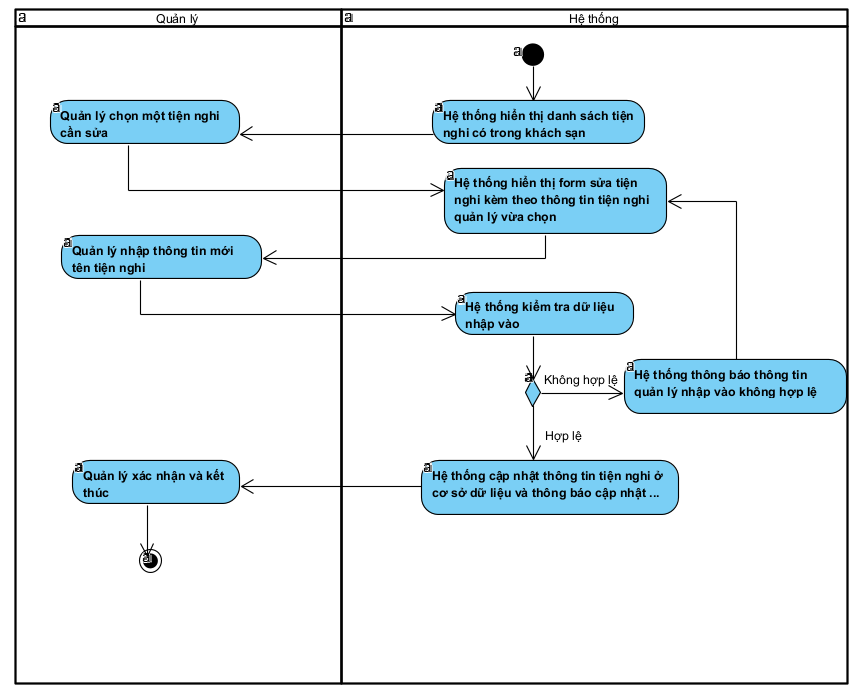 a Quản lý
a Hệ thống
a
a Hệ thống hiển thị danh sách tiện
nghi có trong khách sạn
a Quản lý chọn một tiện nghi
cần sửa
a Hệ thống hiển thị form sửa tiện
nghi kèm theo thông tin tiện nghi
quản lý vừa chọn
a Quản lý nhập thông tin mới
tên tiện nghi
a Hệ thống kiểm tra dữ liệu
nhập vào
a
Không hợp lệ
a Hệ thống thông báo thông tin
quản lý nhập vào không hợp lệ
Hợp lệ
a Hệ thống cập nhật thông tin tiện nghi ở
cơ sở dữ liệu và thông báo cập nhật ...
a Quản lý xác nhận và kết
thúc
a